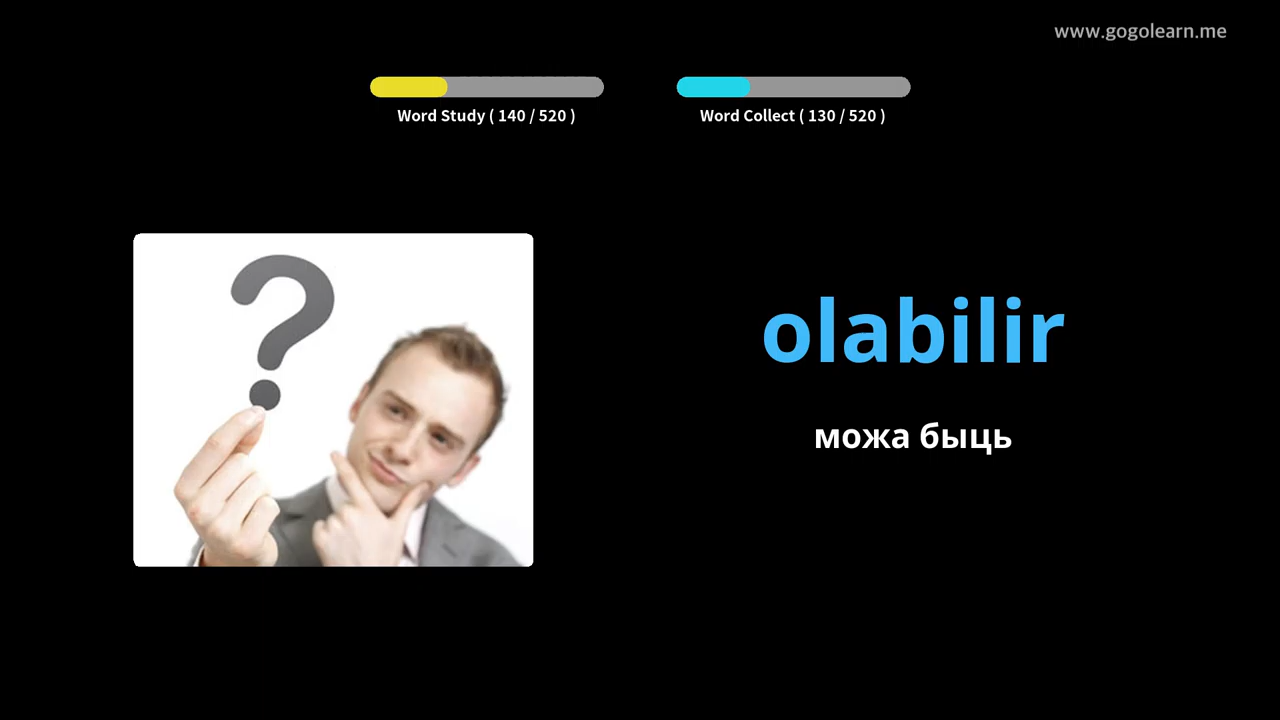 www.gogolearn.me
Word Study ( 140 / 520 )
Word Collect ( 130 / 520 )
olabilir
можа быць